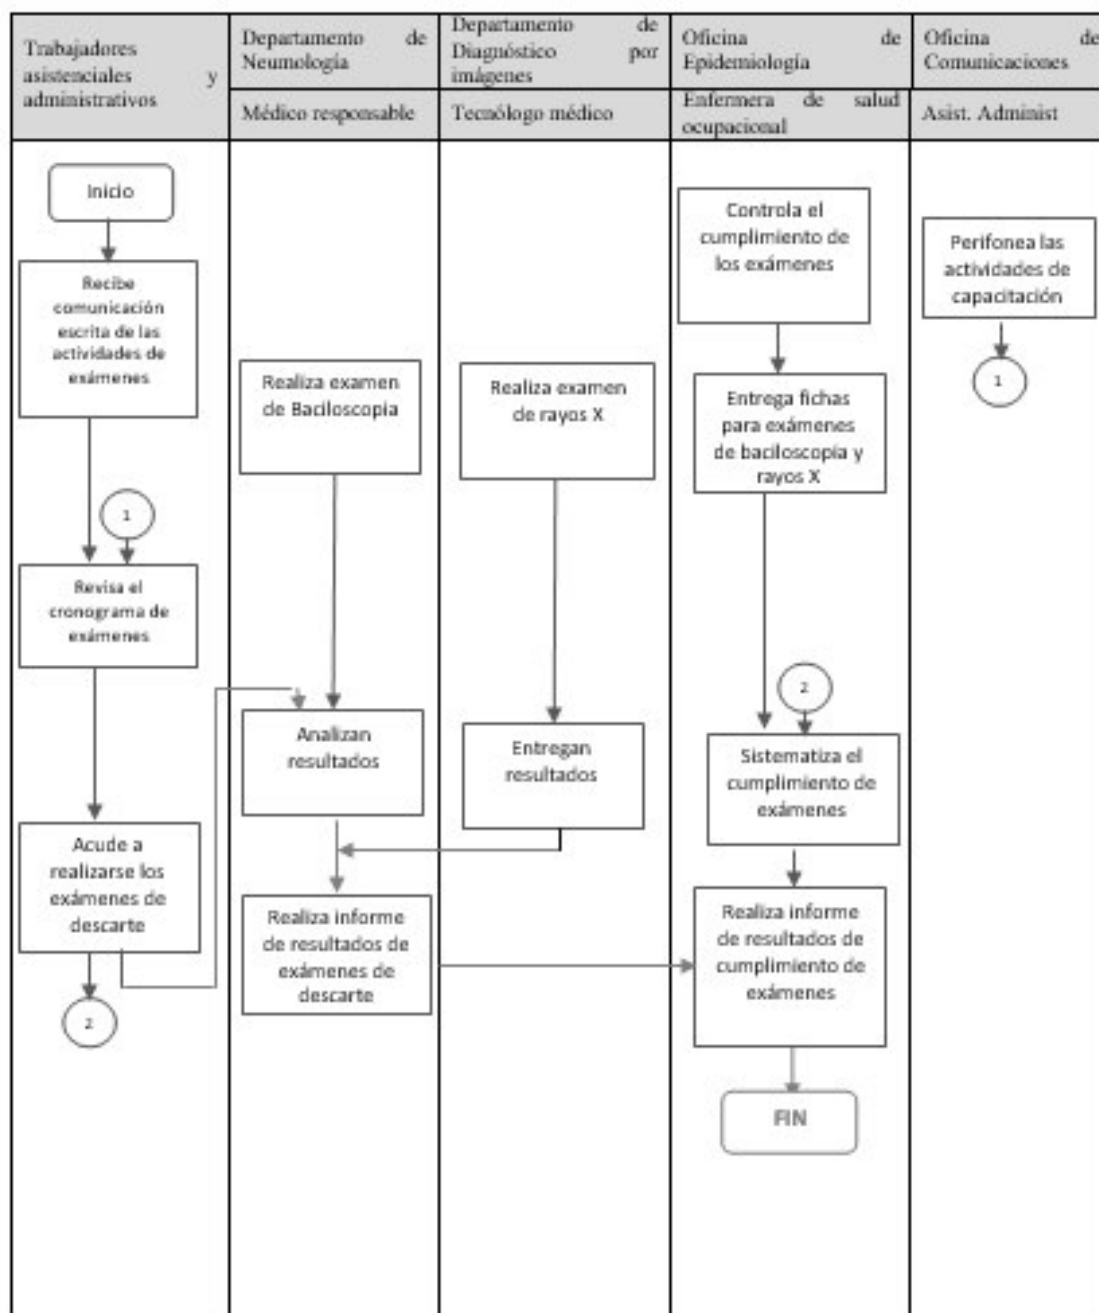 Trabajadores
asistenciales y
administrativos
Departamento de
Neumología
Médico responsable
Departamento de
Diagnóstico por
imágenes
Tecnólogo médico
Oficina de
Epidemiología
Enfermera de salud
ocupacional
Oficina de
Comunicaciones
Asist. Administ
Inicio
Recibe
comunicación
escrita de las
actividades de
exámenes
1
Revisa el
cronograma de
exámenes
Acude a
realizarse los
exámenes de
descarte
2
Realiza examen
de Baciloscopia
Analizan
resultados
Realiza informe
de resultados de
exámenes de
descarte
Realiza examen
de rayos X
Entregan
resultados
Controla el
cumplimiento de
los exámenes
Entrega fichas
para exámenes
de baciloscopia y
rayos X
2
Sistematiza el
cumplimiento de
exámenes
Realiza informe
de resultados de
cumplimiento de
exámenes
FIN
Perifonea las
actividades de
capacitación
1